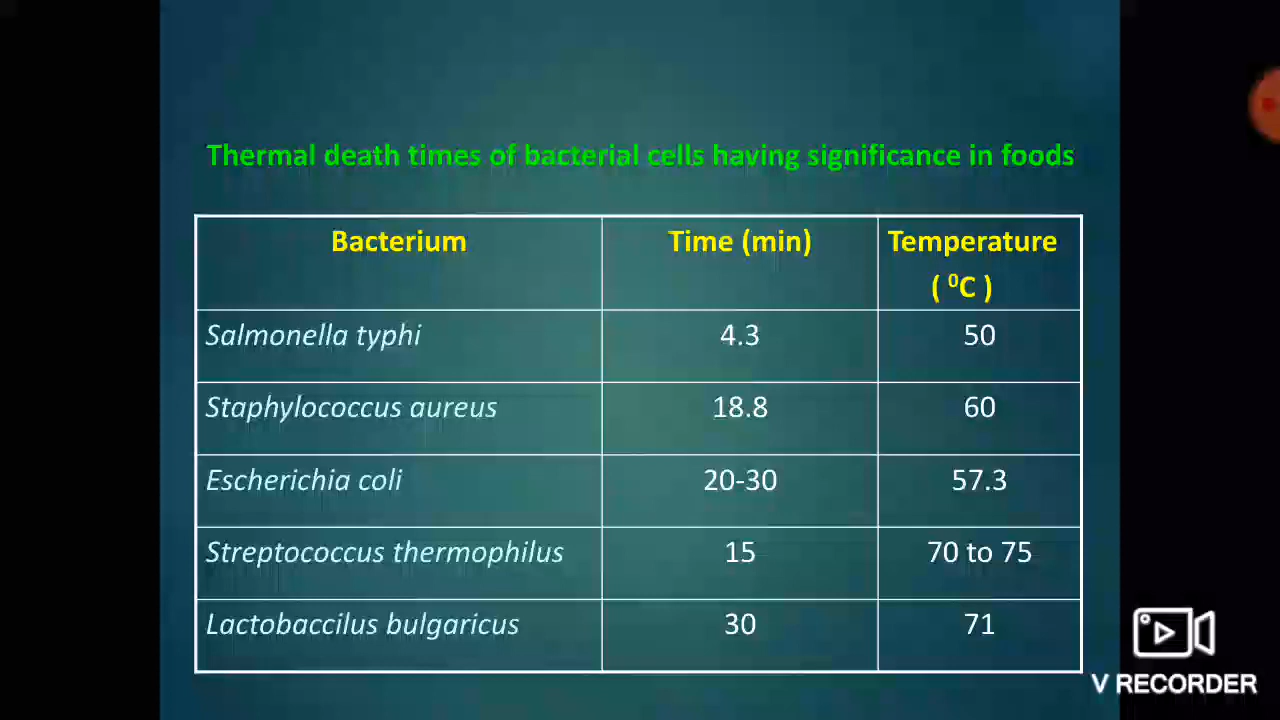 Thermal death times of bacterial cells having significance in foods
Bacterium Time (min) Temperature
( ⁰C )
Salmonella typhi 4.3 50
Staphylococcus aureus 18.8 60
Escherichia coli 20-30 57.3
Streptococcus thermophilus 15 70 to 75
Lactobaccilus bulgaricus 30 71
V RECORDER